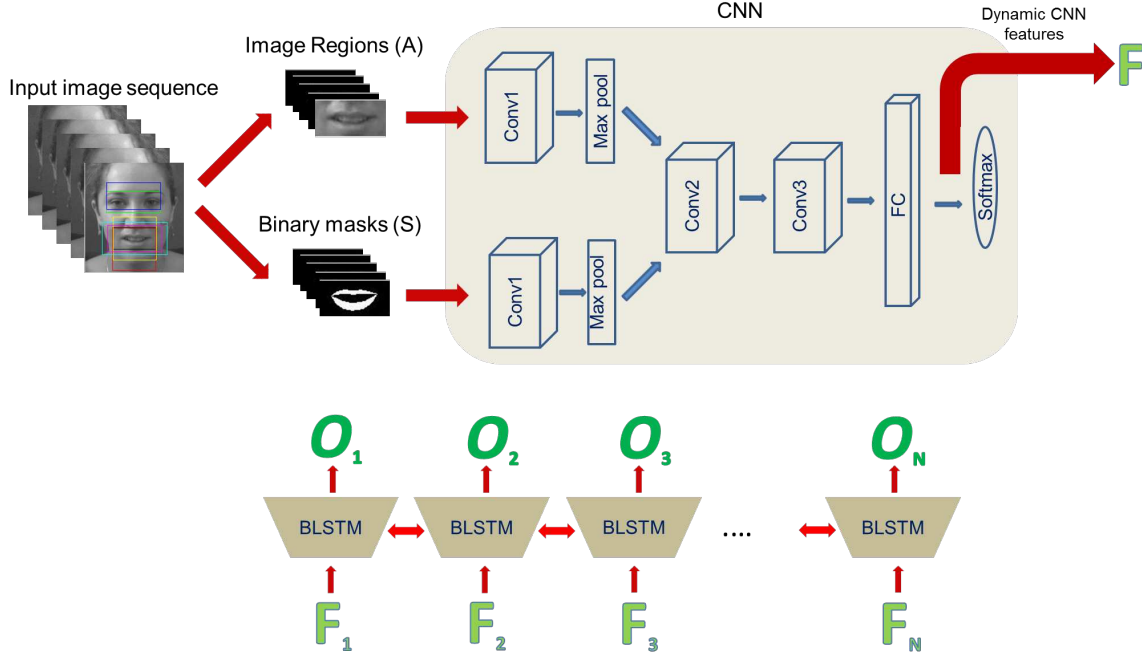 CNN
Dynamic CNN
features
F
Image Regions (A)
Input image sequence
Conv1
Max pool
Conv2
Conv3
FC
Softmax
Binary masks (S)
Conv1
Max pool
O1
O2
O3
ON
BLSTM
BLSTM
BLSTM
....
BLSTM
F1
F2
F3
FN